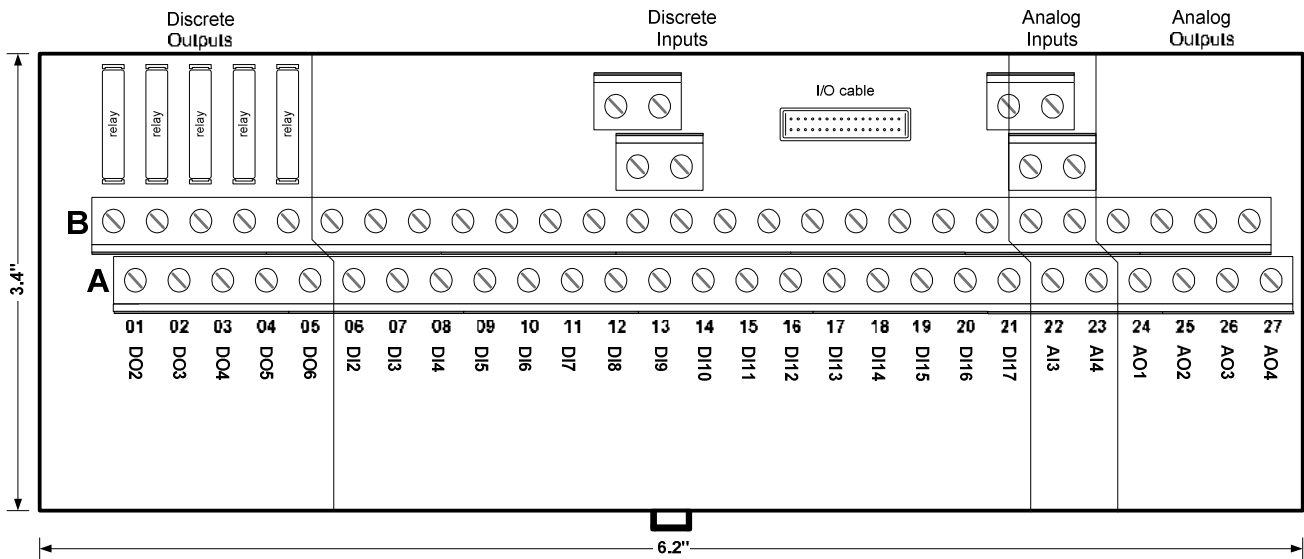 Discrete
Outputs
Discrete
Inputs
Analog
Inputs
Analog
Outputs
relay
relay
relay
relay
relay
I/O cable
B
A
01 02 03 04 05 06 07 08 09 10 11 12 13 14 15 16 17 18 19 20 21 22 23 24 25 26 27
DO2 DO3 DO4 DO5 DO6 DI2 DI3 DI4 DI5 DI6 DI7 DI8 DI9 DI10 DI11 DI12 DI13 DI14 DI15 DI16 DI17 AI3 AI4 AO1 AO2 AO3 AO4
3.4"
6.2"